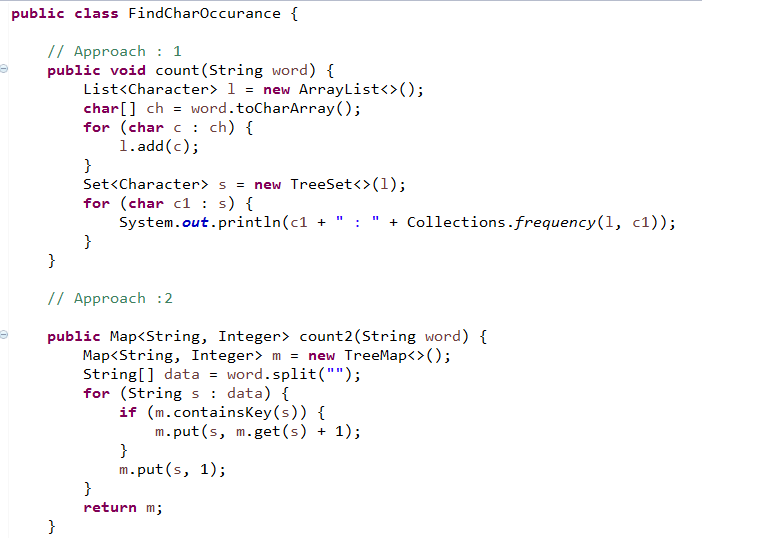 public class FindCharOccurance {
// Approach : 1
public void count(String word) {
List<Character> l = new ArrayList<>();
char[] ch = word.toCharArray();
for (char c : ch) {
l.add(c);
}
Set<Character> s = new TreeSet<>(l);
for (char c1 : s) {
System.out.println(c1 + " : " + Collections.frequency(l, c1));
}
}
// Approach :2
public Map<String, Integer> count2(String word) {
Map<String, Integer> m = new TreeMap<>();
String[] data = word.split("");
for (String s : data) {
if (m.containsKey(s)) {
m.put(s, m.get(s) + 1);
}
m.put(s, 1);
}
return m;
}